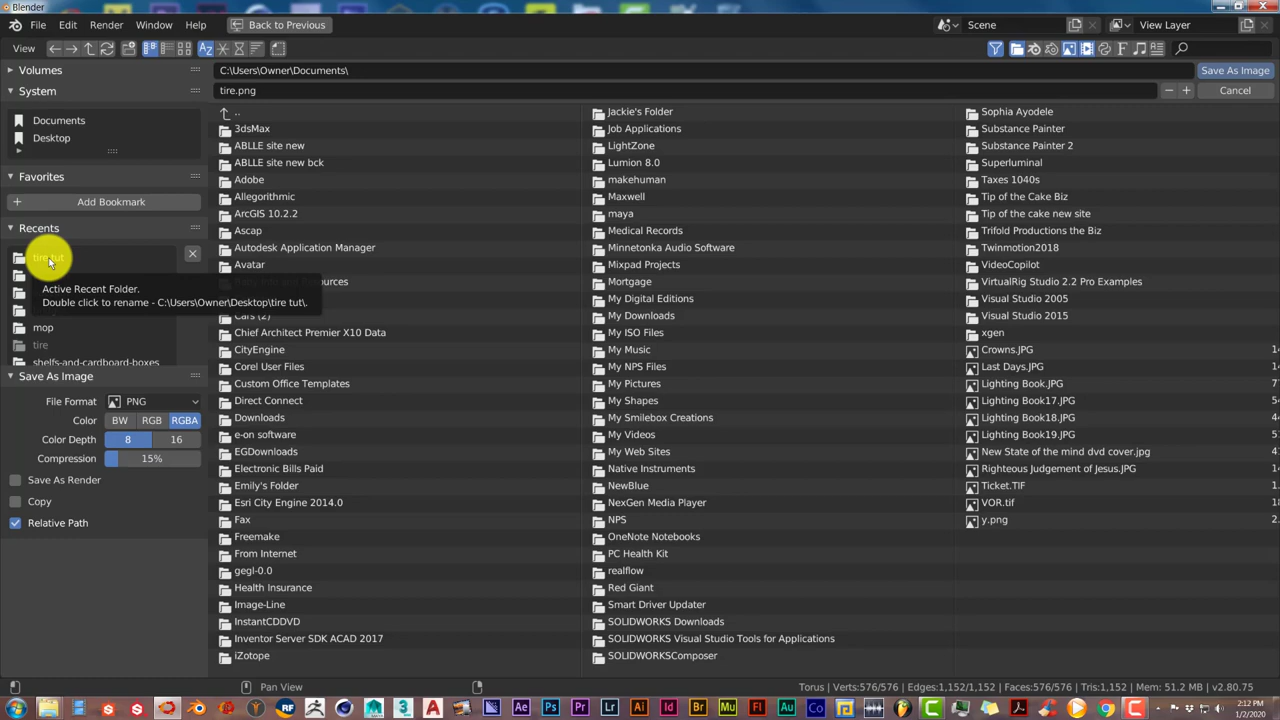 Blender
File Edit Render Window Help Back to Previous Scene View Layer
View
Volumes
C:\Users\Owner\Documents\ Save As Image
System
tire.png Cancel
Documents
Desktop
Favorites
Add Bookmark
Recents
tire tut
Active Recent Folder.
Double click to rename - C:\Users\Owner\Desktop\tire tut\.
mop
tire
shelfs-and-cardboard-boxes
Save As Image
File Format PNG
Color BW RGB RGBA
Color Depth 8 16
Compression 15%
Save As Render
Copy
Relative Path
..
3dsMax
ABLLE site new
ABLLE site new bck
Adobe
Allegorithmic
ArcGIS 10.2.2
Ascap
Autodesk Application Manager
Avatar
Cars (2)
Chief Architect Premier X10 Data
CityEngine
Corel User Files
Custom Office Templates
Direct Connect
Downloads
e-on software
EGDownloads
Electronic Bills Paid
Emily's Folder
Esri City Engine 2014.0
Fax
Freemake
From Internet
gegl-0.0
Health Insurance
Image-Line
InstantCDDVD
Inventor Server SDK ACAD 2017
iZotope
Jackie's Folder
Job Applications
LightZone
Lumion 8.0
makehuman
Maxwell
maya
Medical Records
Minnetonka Audio Software
Mixpad Projects
Mortgage
My Digital Editions
My Downloads
My ISO Files
My Music
My NPS Files
My Pictures
My Shapes
My Smilebox Creations
My Videos
My Web Sites
Native Instruments
NewBlue
NexGen Media Player
NPS
OneNote Notebooks
PC Health Kit
realflow
Red Giant
Smart Driver Updater
SOLIDWORKS Downloads
SOLIDWORKS Visual Studio Tools for Applications
SOLIDWORKSComposer
Sophia Ayodele
Substance Painter
Substance Painter 2
Superluminal
Taxes 1040s
Tip of the Cake Biz
Tip of the cake new site
Trifold Productions the Biz
Twinmotion2018
VideoCopilot
VirtualRig Studio 2.2 Pro Examples
Visual Studio 2005
Visual Studio 2015
xgen
Crowns.JPG
Last Days.JPG
Lighting Book.JPG
Lighting Book17.JPG
Lighting Book18.JPG
Lighting Book19.JPG
New State of the mind dvd cover.jpg
Righteous Judgement of Jesus.JPG
Ticket.TIF
VOR.tif
y.png
Pan View
Torus | Verts:576/576 | Edges:1,152/1,152 | Faces:576/576 | Tris:1,152 | Mem: 51.2 MB | v2.80.75
2:12 PM
1/2/2020